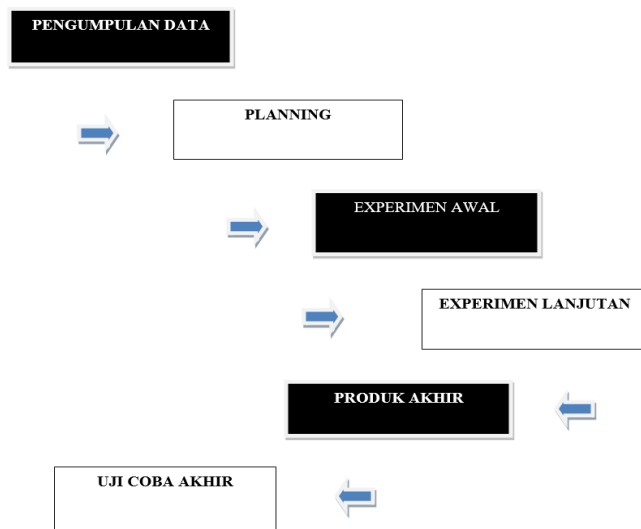 PENGUMPULAN DATA
PLANNING
EXPERIMEN AWAL
EXPERIMEN LANJUTAN
PRODUK AKHIR
UJI COBA AKHIR